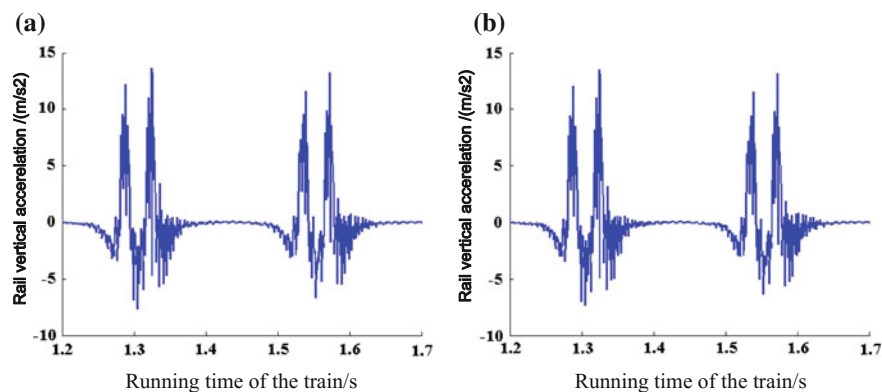 (a)
Rail vertical accerelation /(m/s2)
15
10
5
0
-5
-10
1.2 1.3 1.4 1.5 1.6 1.7
Running time of the train/s
(b)
Rail vertical accerelation /(m/s2)
15
10
5
0
-5
-10
1.2 1.3 1.4 1.5 1.6 1.7
Running time of the train/s